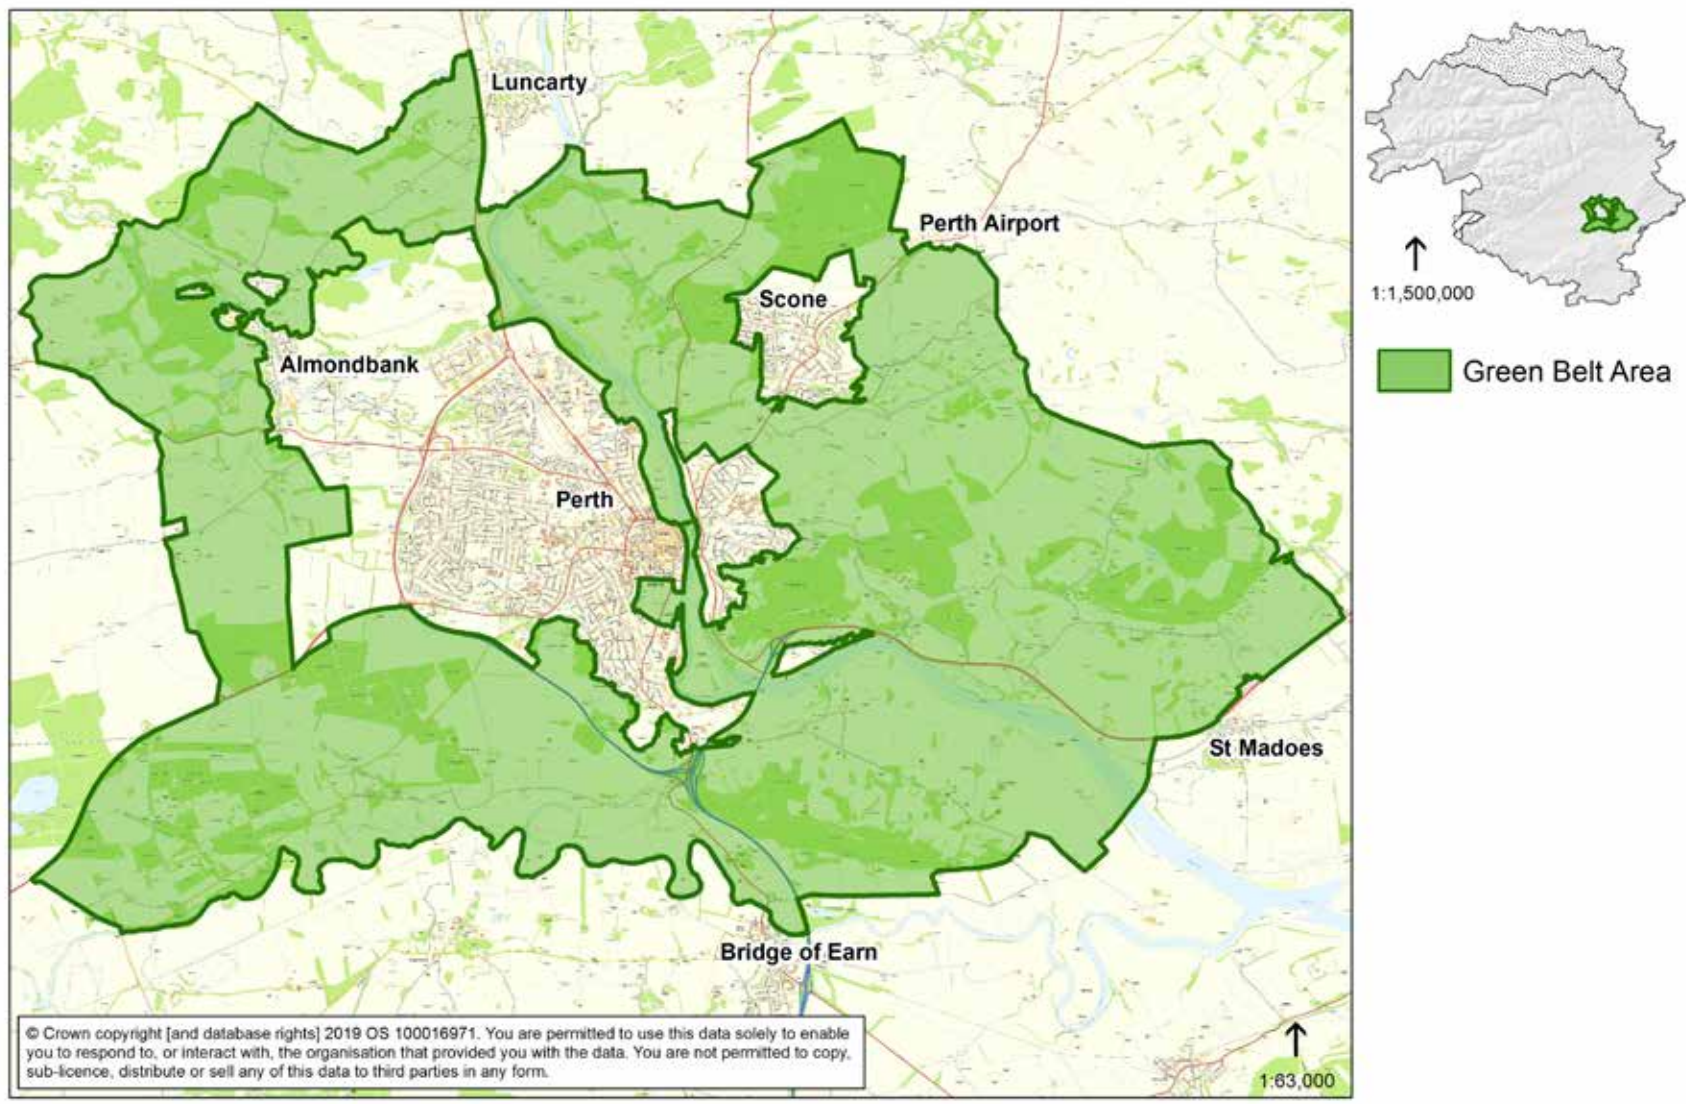 Luncarty
Perth Airport
Scone
1:1,500,000
Green Belt Area
Almondbank
Perth
St Madoes
Bridge of Earn
© Crown copyright [and database rights] 2019 OS 100016971. You are permitted to use this data solely to enable
you to respond to, or interact with, the organisation that provided you with the data. You are not permitted to copy,
sub-licence, distribute or sell any of this data to third parties in any form.
1:63,000